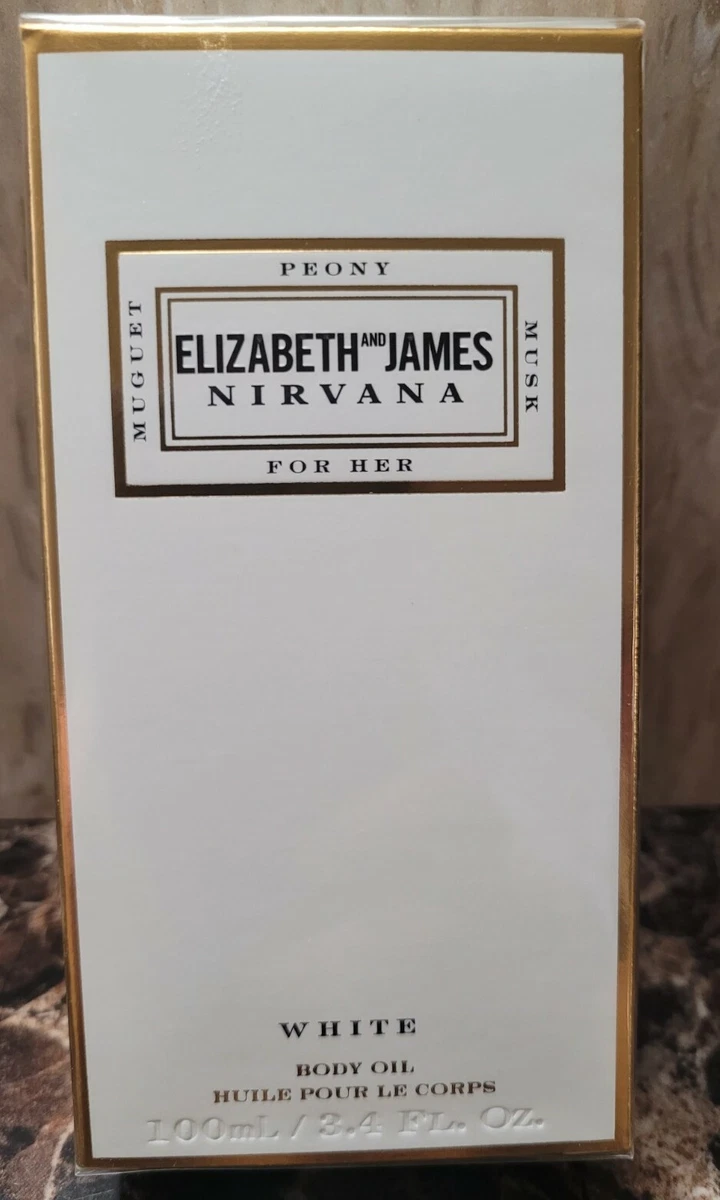 PEONY
MUGUET
ELIZABETH AND JAMES
NIRVANA
MUSK
FOR HER
WHITE
BODY OIL
HUILE POUR LE CORPS
100mL / 3.4 FL. OZ.